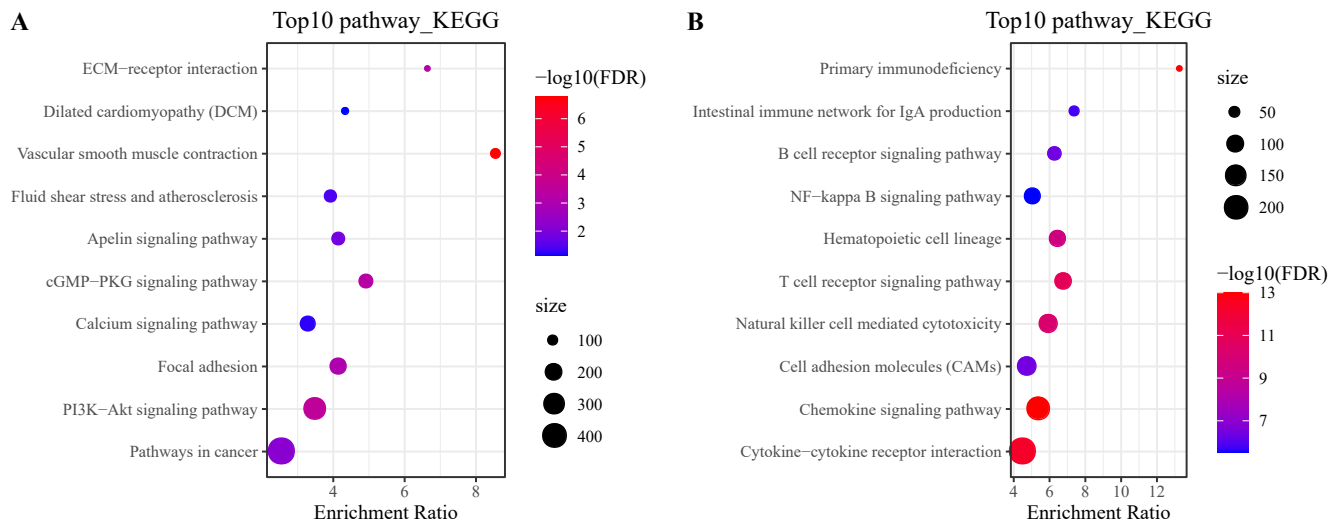 A
Top10 pathway_KEGG
ECM−receptor interaction
Dilated cardiomyopathy (DCM)
Vascular smooth muscle contraction
Fluid shear stress and atherosclerosis
Apelin signaling pathway
cGMP−PKG signaling pathway
Calcium signaling pathway
Focal adhesion
PI3K−Akt signaling pathway
Pathways in cancer
4 6 8
Enrichment Ratio
−log10(FDR)
6
5
4
3
2
size
100
200
300
400
B
Top10 pathway_KEGG
Primary immunodeficiency
Intestinal immune network for IgA production
B cell receptor signaling pathway
NF−kappa B signaling pathway
Hematopoietic cell lineage
T cell receptor signaling pathway
Natural killer cell mediated cytotoxicity
Cell adhesion molecules (CAMs)
Chemokine signaling pathway
Cytokine−cytokine receptor interaction
4 6 8 10 12
Enrichment Ratio
size
50
100
150
200
−log10(FDR)
13
11
9
7